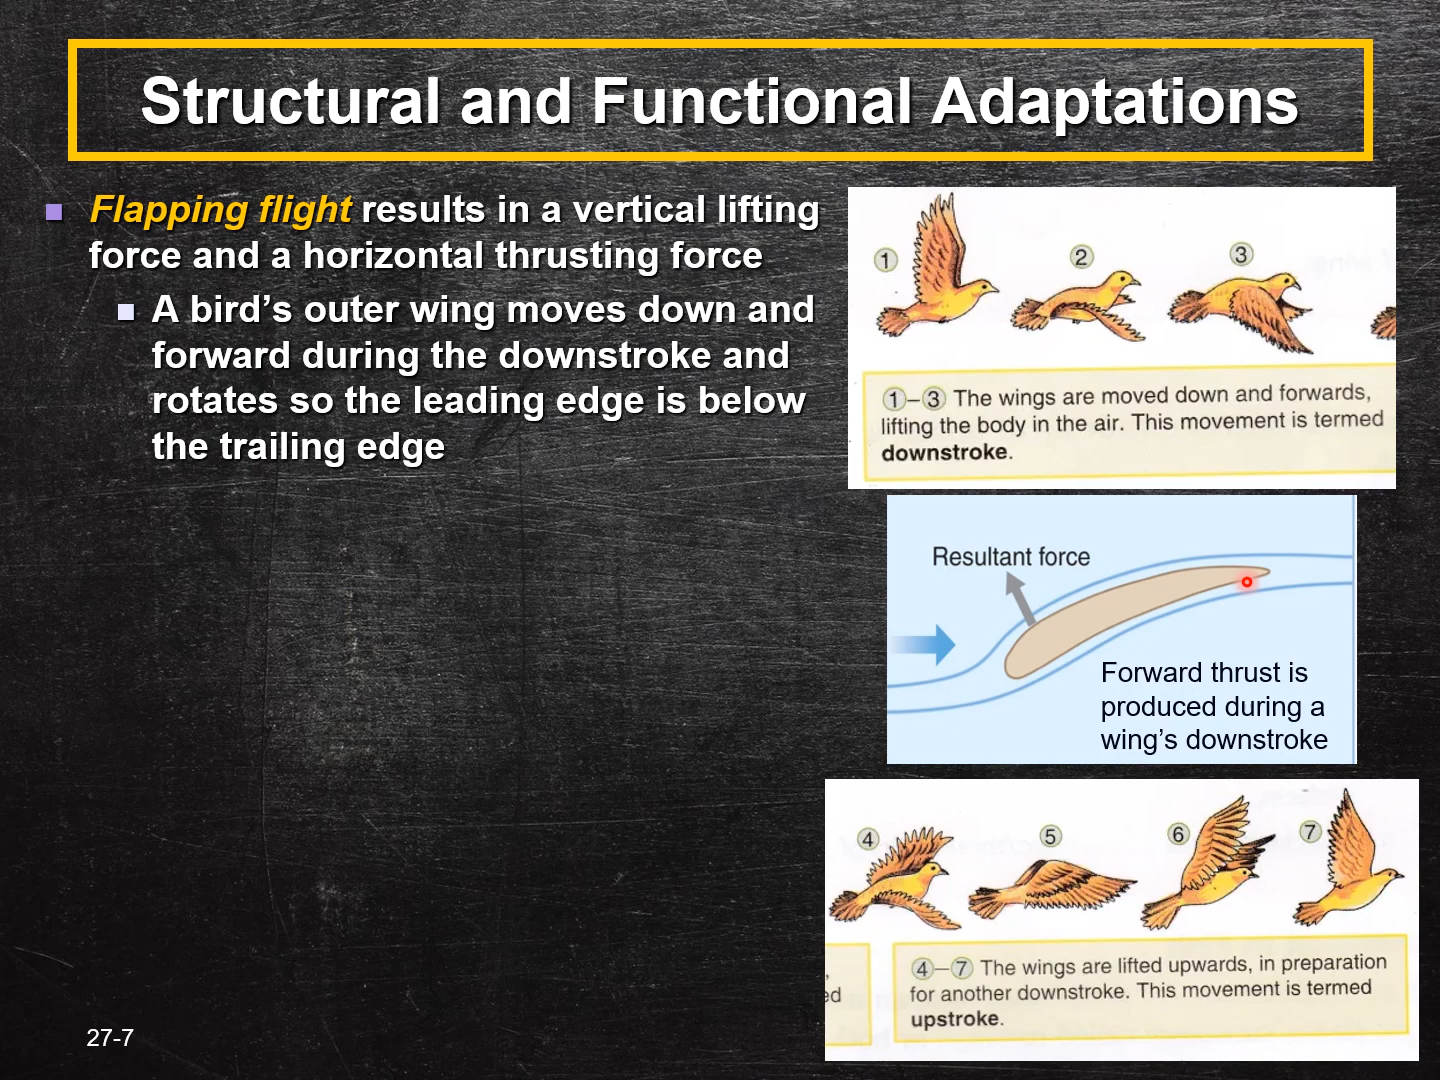 Structural and Functional Adaptations
Flapping flight results in a vertical lifting
force and a horizontal thrusting force
A bird’s outer wing moves down and
forward during the downstroke and
rotates so the leading edge is below
the trailing edge
1
2
3
1–3 The wings are moved down and forwards,
lifting the body in the air. This movement is termed
downstroke.
Resultant force
Forward thrust is
produced during a
wing’s downstroke
4
5
6
7
,
ed
4–7 The wings are lifted upwards, in preparation
for another downstroke. This movement is termed
upstroke.
27-7